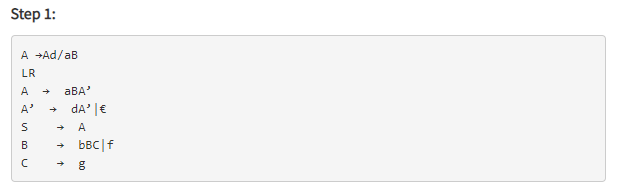 Step 1:
A →Ad/aB
LR
A → aBA’
A’ → dA’|€
S → A
B → bBC|f
C → g